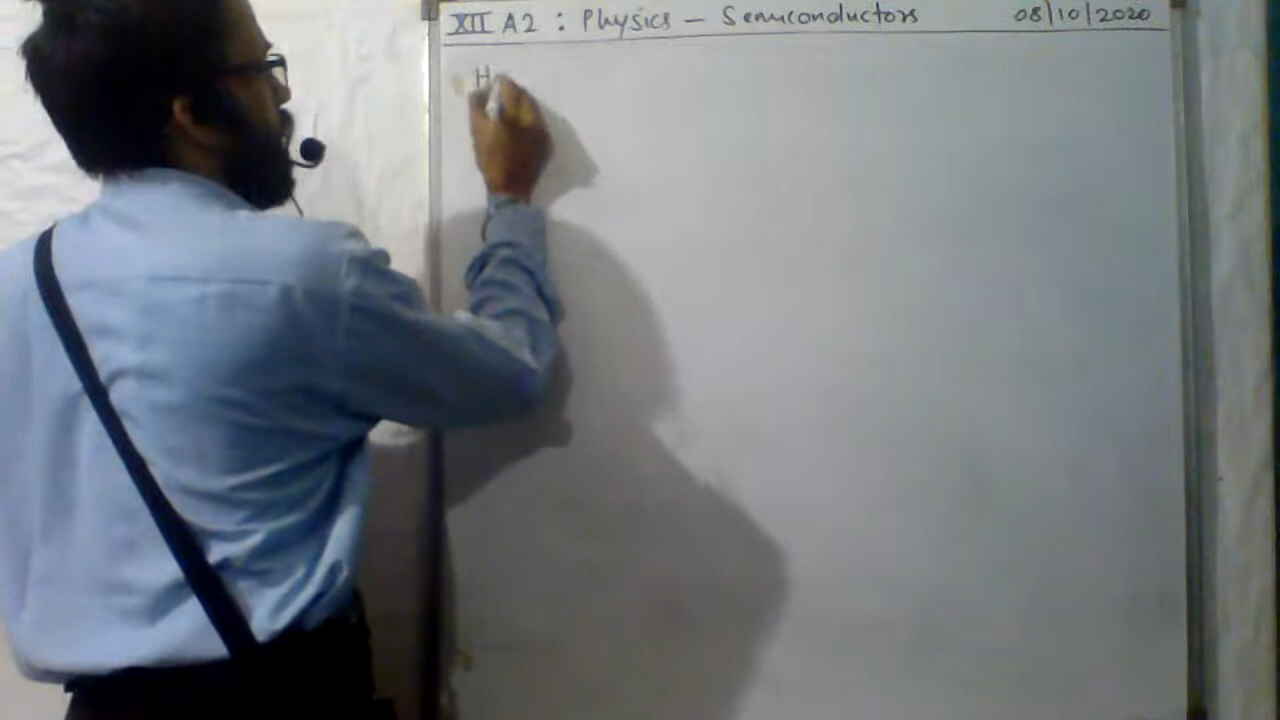 XII A2 : Physics – Semiconductors 08/10/2020
H